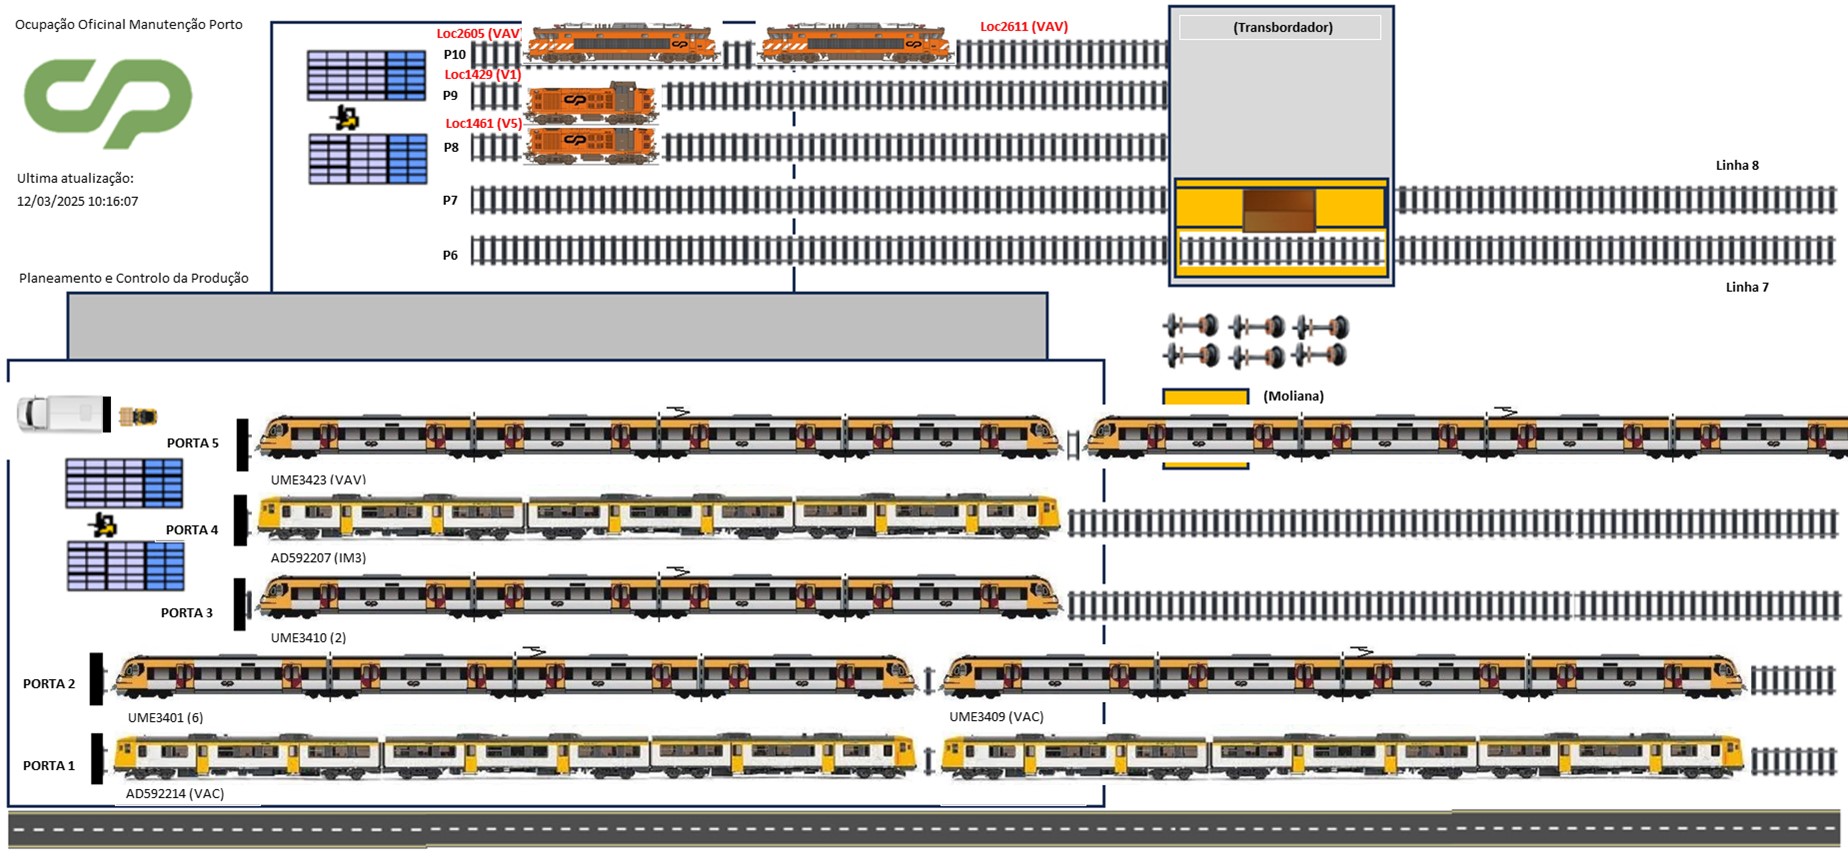 Ocupação Oficinal Manutenção Porto
Loc2605 (VAV)
Loc2611 (VAV)
(Transbordador)
P10
Loc1429 (V1)
P9
Loc1461 (V5)
P8
Ultima atualização:
12/03/2025 10:16:07
Linha 8
P7
P6
Planeamento e Controlo da Produção
Linha 7
(Moliana)
PORTA 5
UME3423 (VAV)
PORTA 4
AD592207 (IM3)
PORTA 3
UME3410 (2)
PORTA 2
UME3401 (6)
UME3409 (VAC)
PORTA 1
AD592214 (VAC)